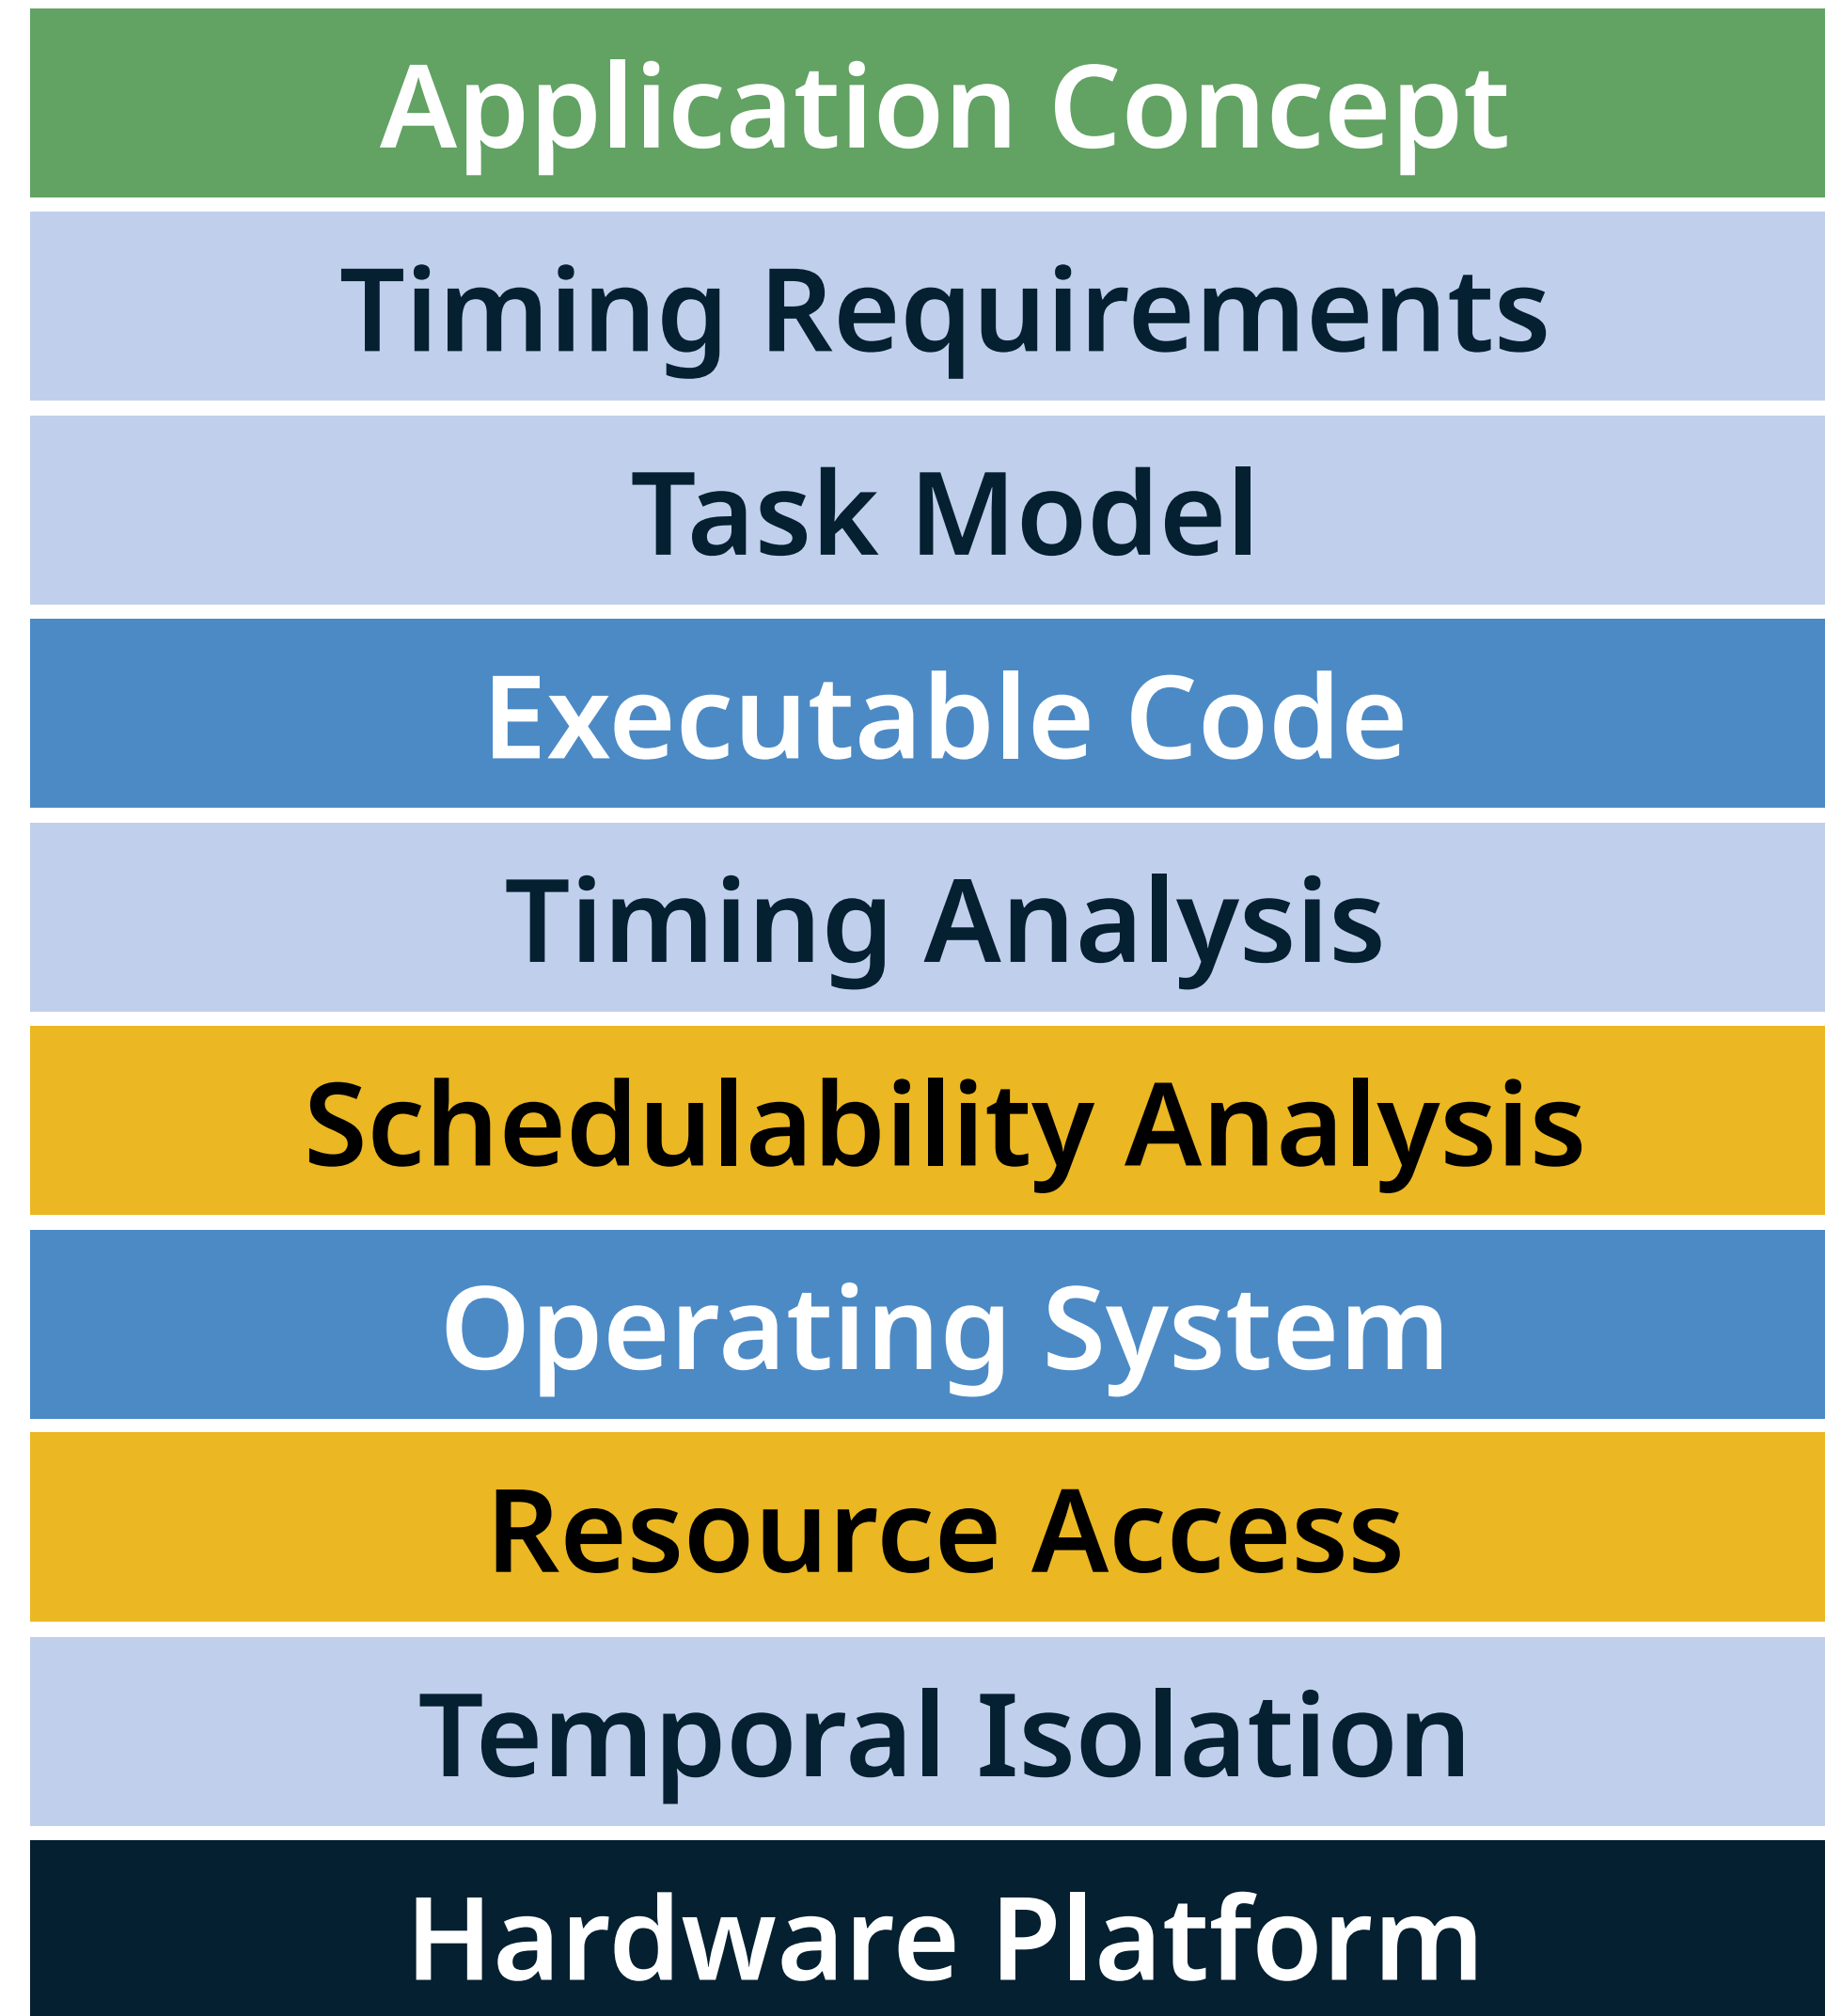 Application Concept
Timing Requirements
Task Model
Executable Code
Timing Analysis
Schedulability Analysis
Operating System
Resource Access
Temporal Isolation
Hardware Platform